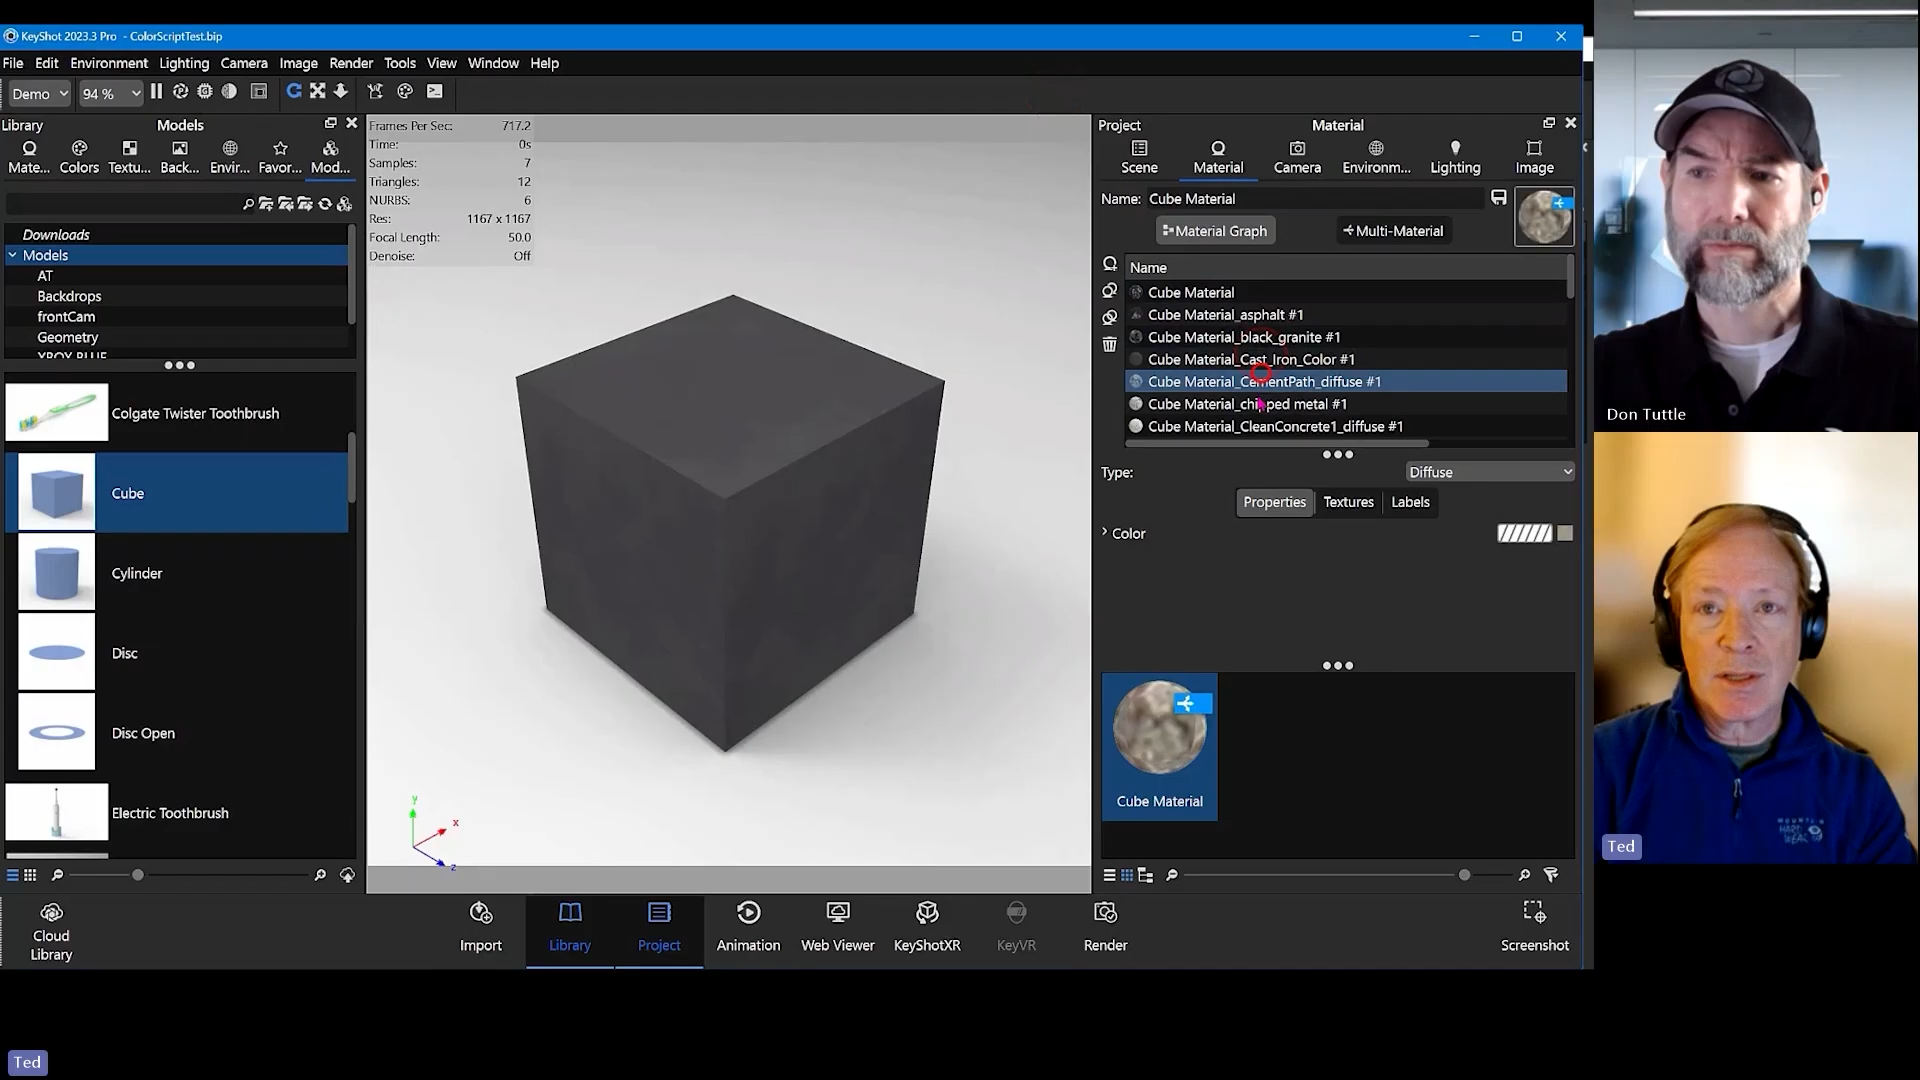 KeyShot 2023.3 Pro - ColorScriptTest.bip
File Edit Environment Lighting Camera Image Render Tools View Window Help
Demo 94 %
Library Models
Mate... Colors Textu... Back... Envir... Favor... Mod...
Downloads
Models
AT
Backdrops
frontCam
Geometry
XBOX BLUE
Colgate Twister Toothbrush
Cube
Cylinder
Disc
Disc Open
Electric Toothbrush
Frames Per Sec: 717.2
Time: 0s
Samples: 7
Triangles: 12
NURBS: 6
Res: 1167 x 1167
Focal Length: 50.0
Denoise: Off
y
x
z
Project Material
Scene Material Camera Environm... Lighting Image
Name: Cube Material
Material Graph Multi-Material
Name
Cube Material
Cube Material_asphalt #1
Cube Material_black_granite #1
Cube Material_Cast_Iron_Color #1
Cube Material_CementPath_diffuse #1
Cube Material_chipped metal #1
Cube Material_CleanConcrete1_diffuse #1
Type: Diffuse
Properties Textures Labels
Color
Cube Material
Cloud Library
Import Library Project Animation Web Viewer KeyShotXR KeyVR Render Screenshot
Don Tuttle
MOUNTAIN
HARD
WEAR
Ted
Ted